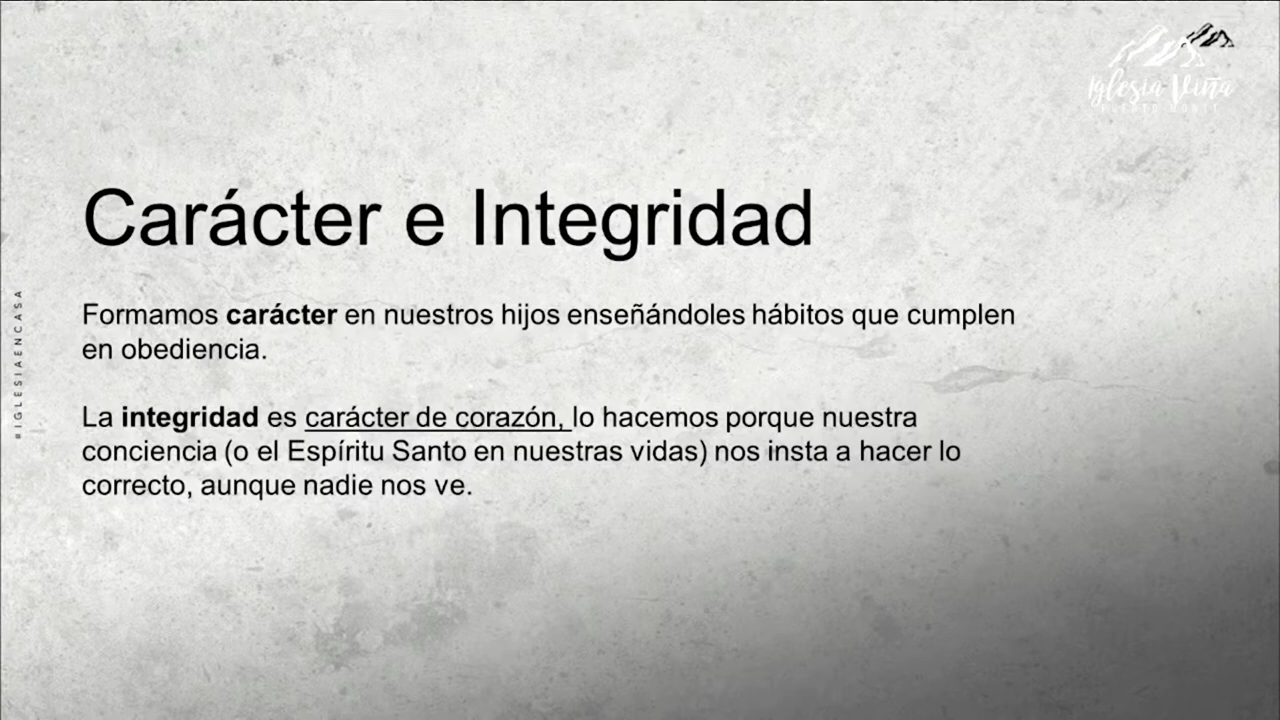 Iglesia Viña
#IGLESIAENCASA
Carácter e Integridad
Formamos carácter en nuestros hijos enseñándoles hábitos que cumplen
en obediencia.
La integridad es carácter de corazón, lo hacemos porque nuestra
conciencia (o el Espíritu Santo en nuestras vidas) nos insta a hacer lo
correcto, aunque nadie nos ve.